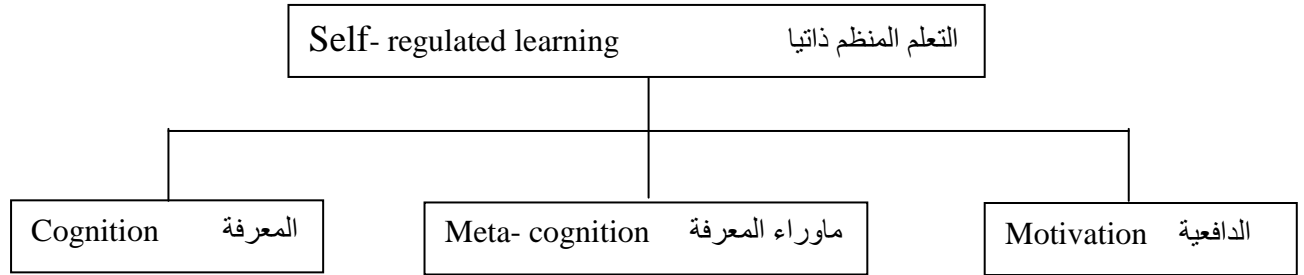 Self- regulated learning التعلم المنظم ذاتيا
Cognition المعرفة
Meta- cognition ماوراء المعرفة
Motivation الدافعية